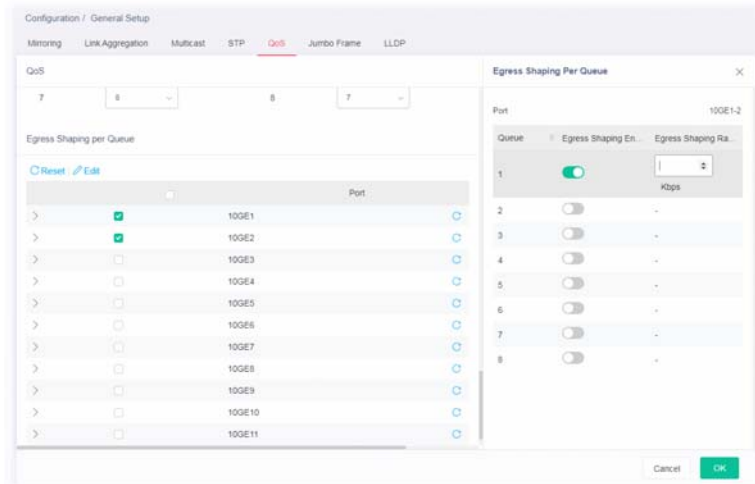 Configuration / General Setup
Mirroring Link Aggregation Multicast STP QoS Jumbo Frame LLDP
QoS
7 8 8 7
Egress Shaping per Queue
Reset Edit
Port
10GE1
10GE2
10GE3
10GE4
10GE5
10GE6
10GE7
10GE8
10GE9
10GE10
10GE11
Egress Shaping Per Queue
Port 10GE1-2
Queue Egress Shaping En... Egress Shaping Ra...
1
Kbps
2 -
3 -
4 -
5 -
6 -
7 -
8 -
Cancel OK